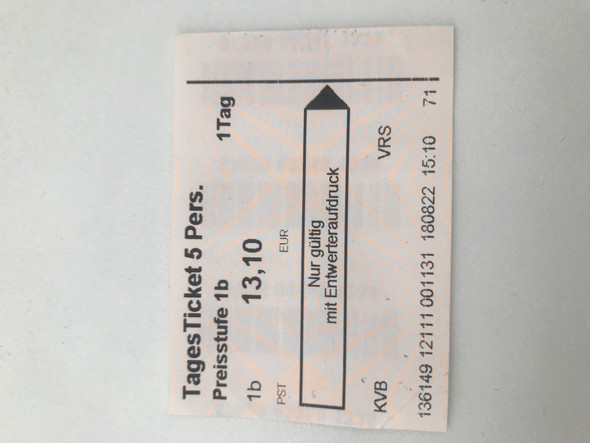 TagesTicket 5 Pers.
Preisstufe 1b 1Tag
1b 13,10
PST EUR
Nur gültig
mit Entwerteraufdruck
KVB VRS
136149 12111 001131 180822 15:10 71